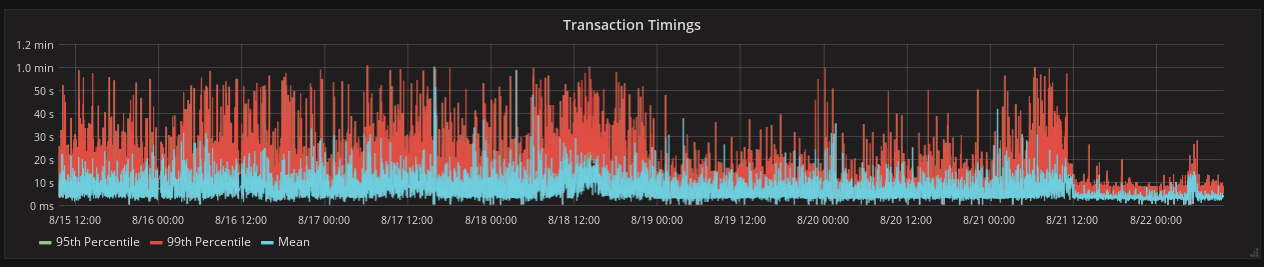 Transaction Timings
1.2 min
1.0 min
50 s
40 s
30 s
20 s
10 s
0 ms
8/15 12:00 8/16 00:00 8/16 12:00 8/17 00:00 8/17 12:00 8/18 00:00 8/18 12:00 8/19 00:00 8/19 12:00 8/20 00:00 8/20 12:00 8/21 00:00 8/21 12:00 8/22 00:00
95th Percentile 99th Percentile Mean